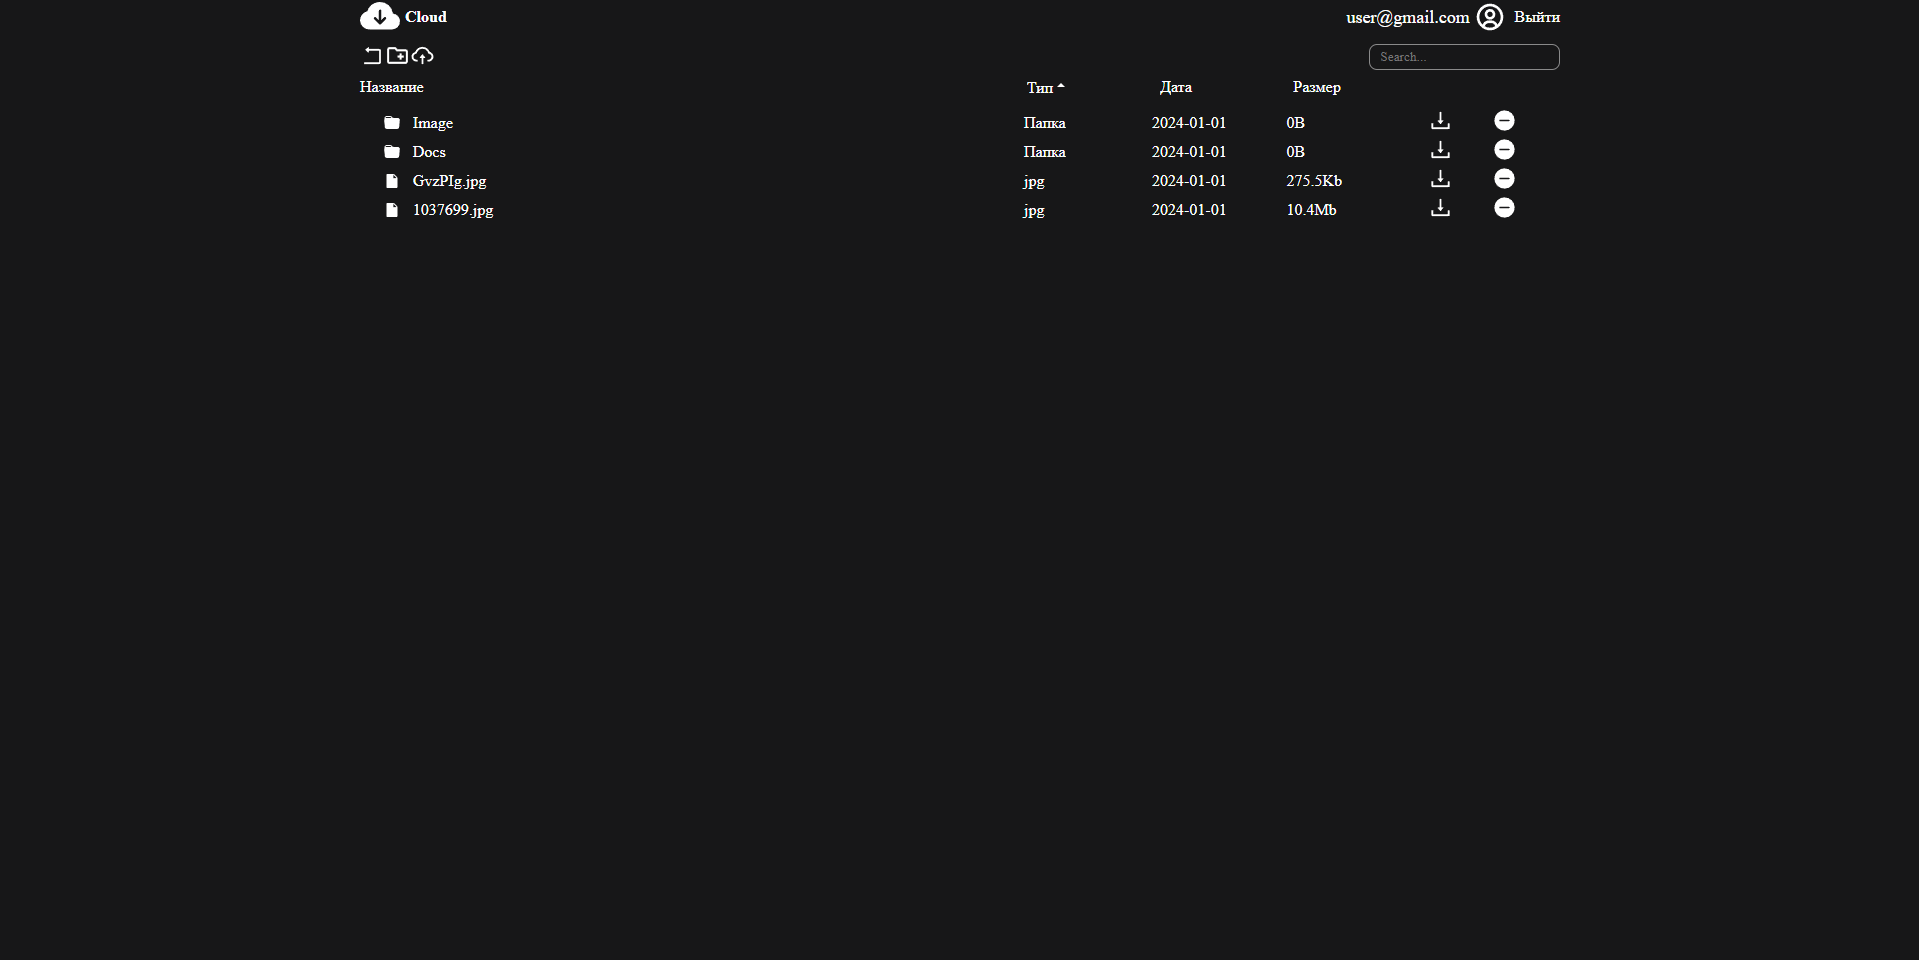 Cloud user@gmail.com Выйти
Search...
Название Тип Дата Размер
Image Папка 2024-01-01 0B
Docs Папка 2024-01-01 0B
GvzPIg.jpg jpg 2024-01-01 275.5Kb
1037699.jpg jpg 2024-01-01 10.4Mb